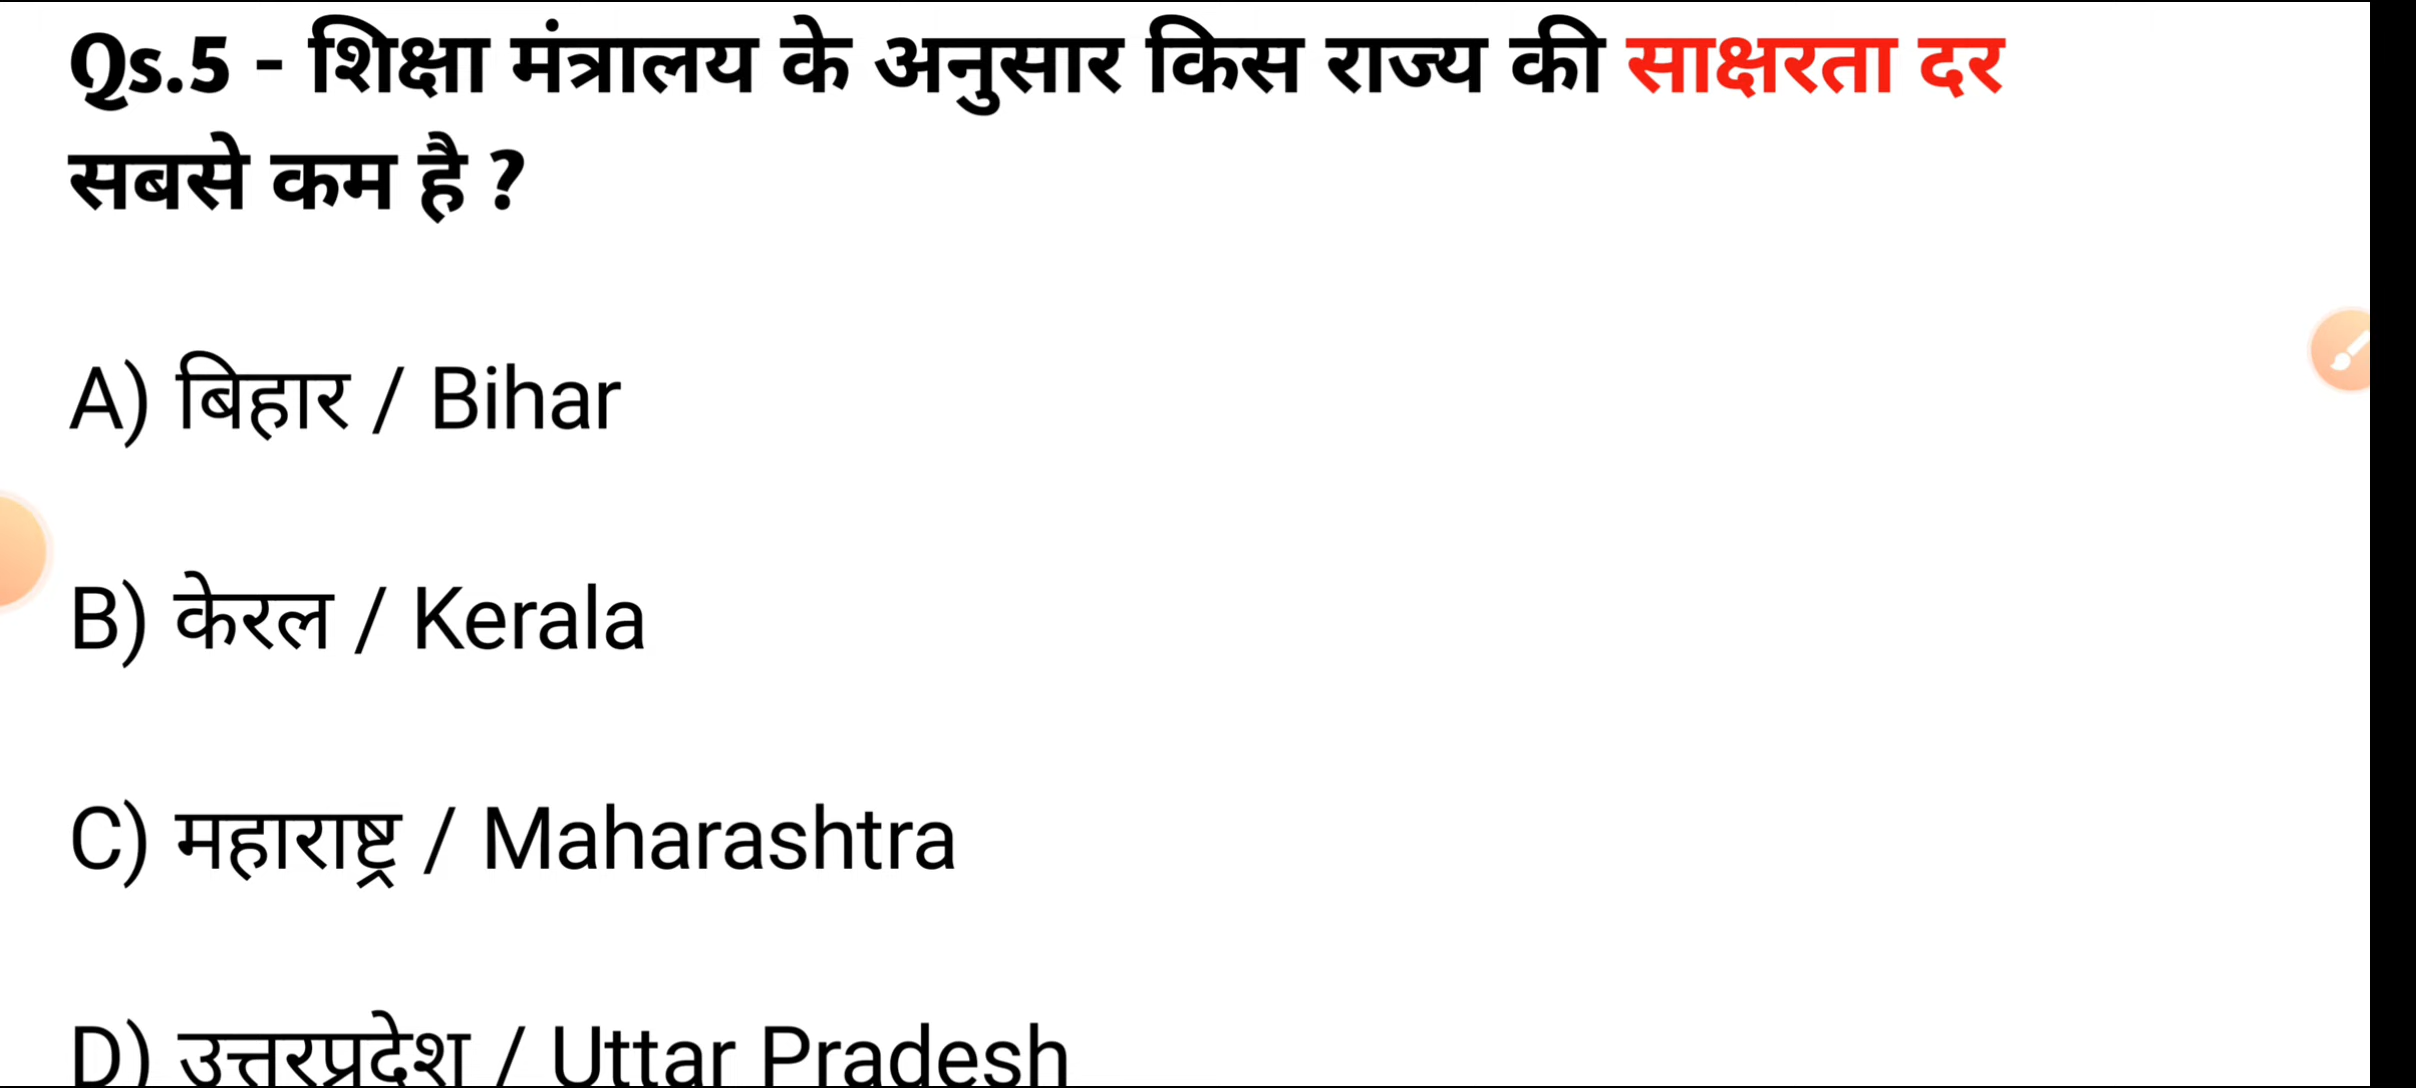 Qs.5 - शिक्षा मंत्रालय के अनुसार किस राज्य की साक्षरता दर
सबसे कम है ?
A) बिहार / Bihar
B) केरल / Kerala
C) महाराष्ट्र / Maharashtra
D) उत्तरप्रदेश / Uttar Pradesh